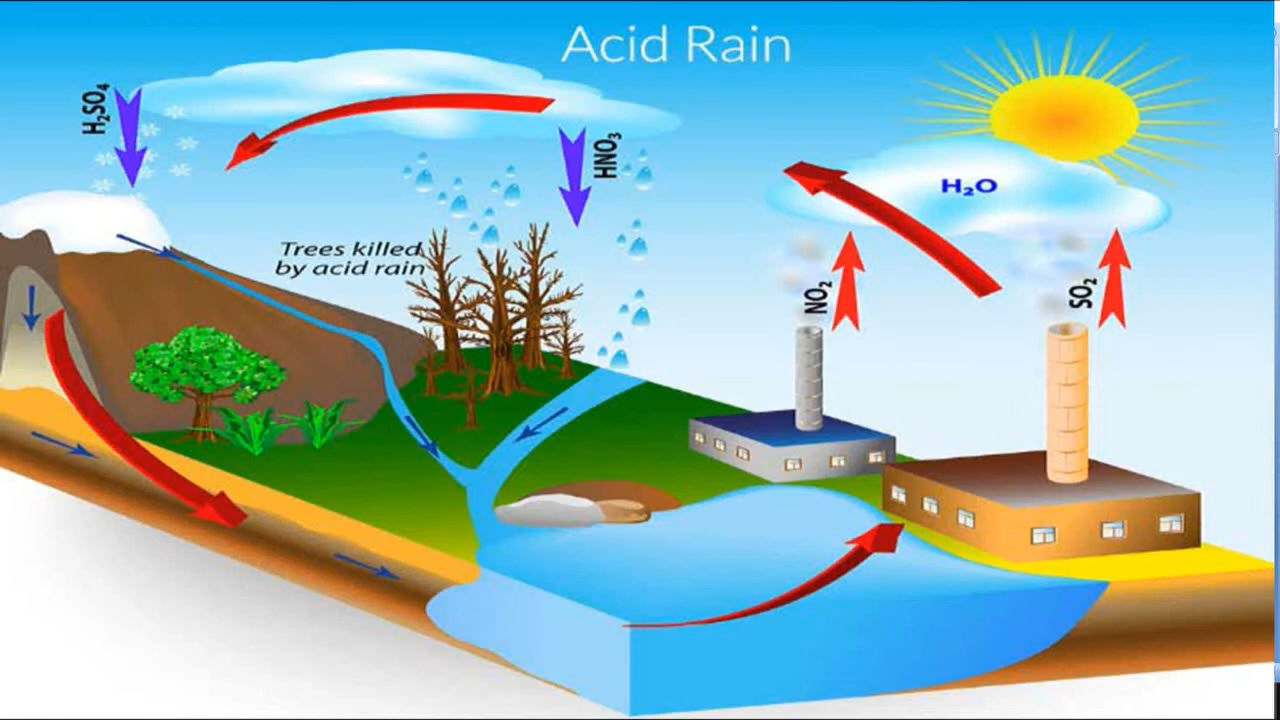 Acid Rain
H₂SO₄
HNO₃
H₂O
Trees killed
by acid rain
NO₂
SO₂